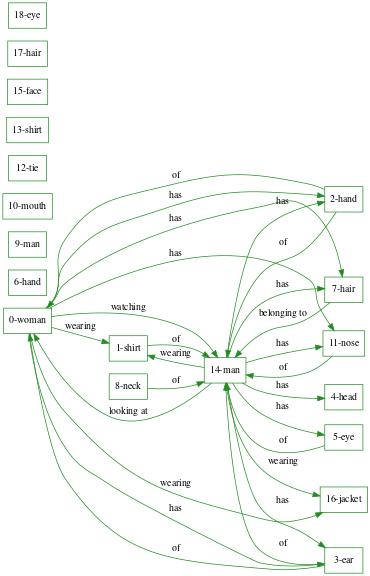 18-eye
17-hair
15-face
13-shirt
12-tie
10-mouth
9-man
6-hand
0-woman
1-shirt
8-neck
14-man
2-hand
7-hair
11-nose
4-head
5-eye
16-jacket
3-ear
of
has
has
has
has
of
has
belonging to
watching
wearing
of
wearing
of
looking at
has
of
has
has
of
wearing
wearing
has
has
of
of